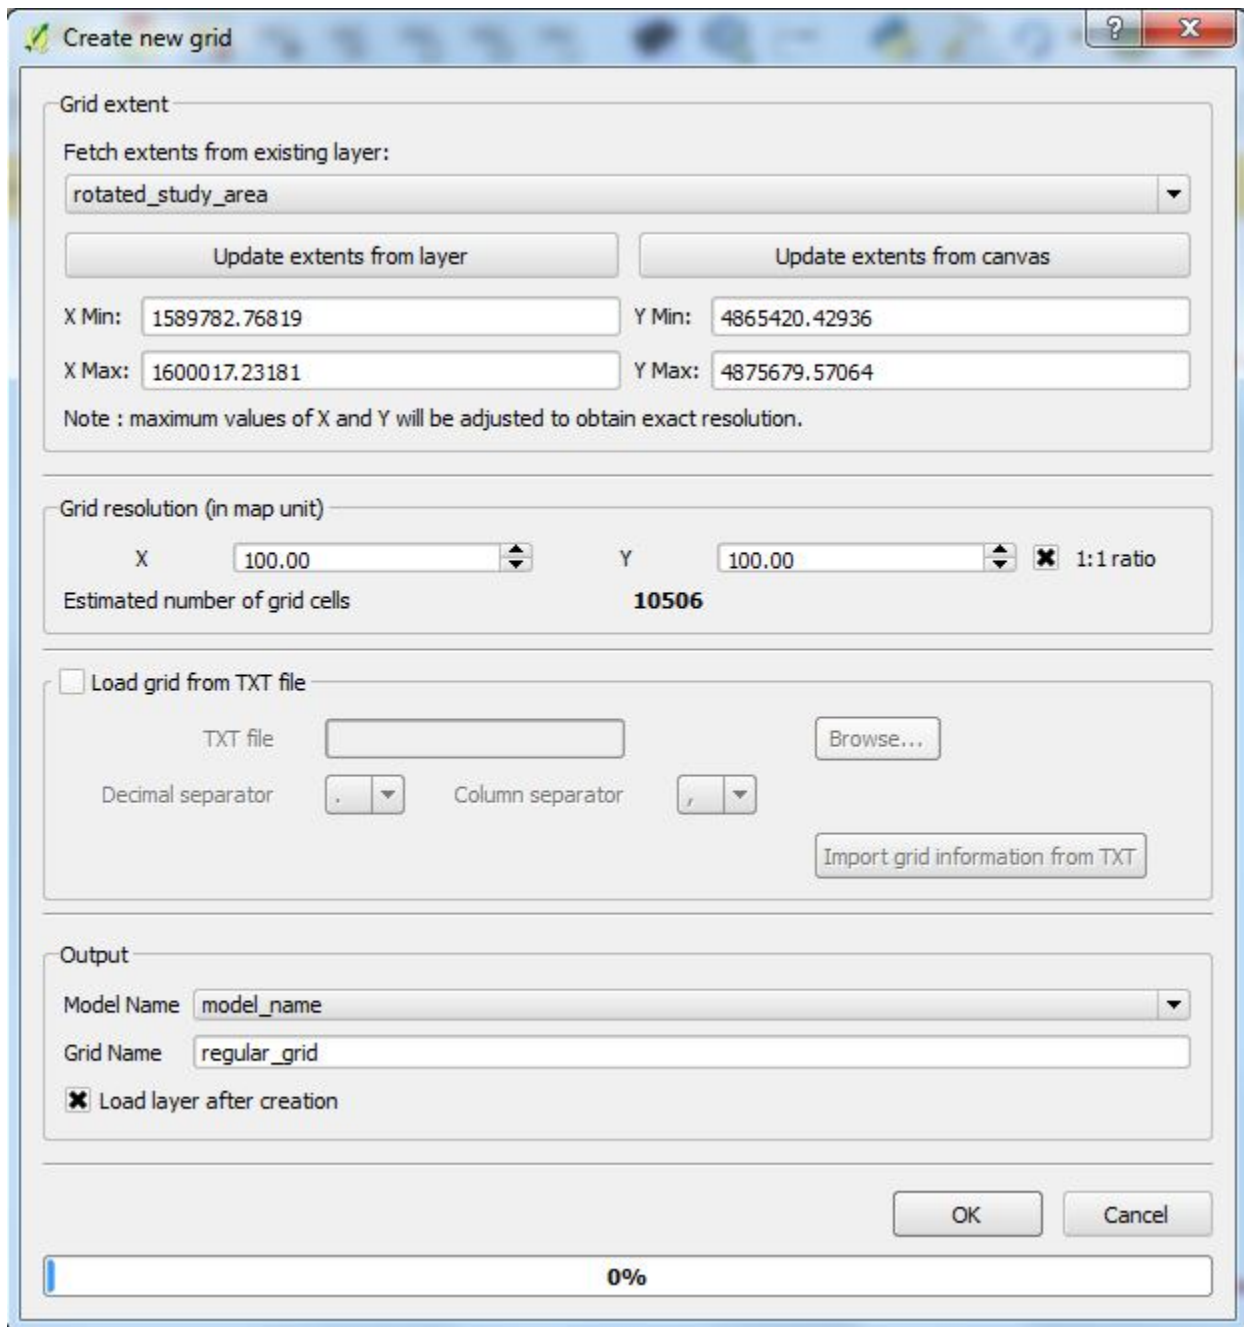 Create new grid
?
Grid extent
Fetch extents from existing layer:
rotated_study_area
Update extents from layer Update extents from canvas
X Min: 1589782.76819 Y Min: 4865420.42936
X Max: 1600017.23181 Y Max: 4875679.57064
Note : maximum values of X and Y will be adjusted to obtain exact resolution.
Grid resolution (in map unit)
X 100.00 Y 100.00 1:1 ratio
Estimated number of grid cells 10506
Load grid from TXT file
TXT file Browse...
Decimal separator . Column separator ,
Import grid information from TXT
Output
Model Name model_name
Grid Name regular_grid
Load layer after creation
OK Cancel
0%